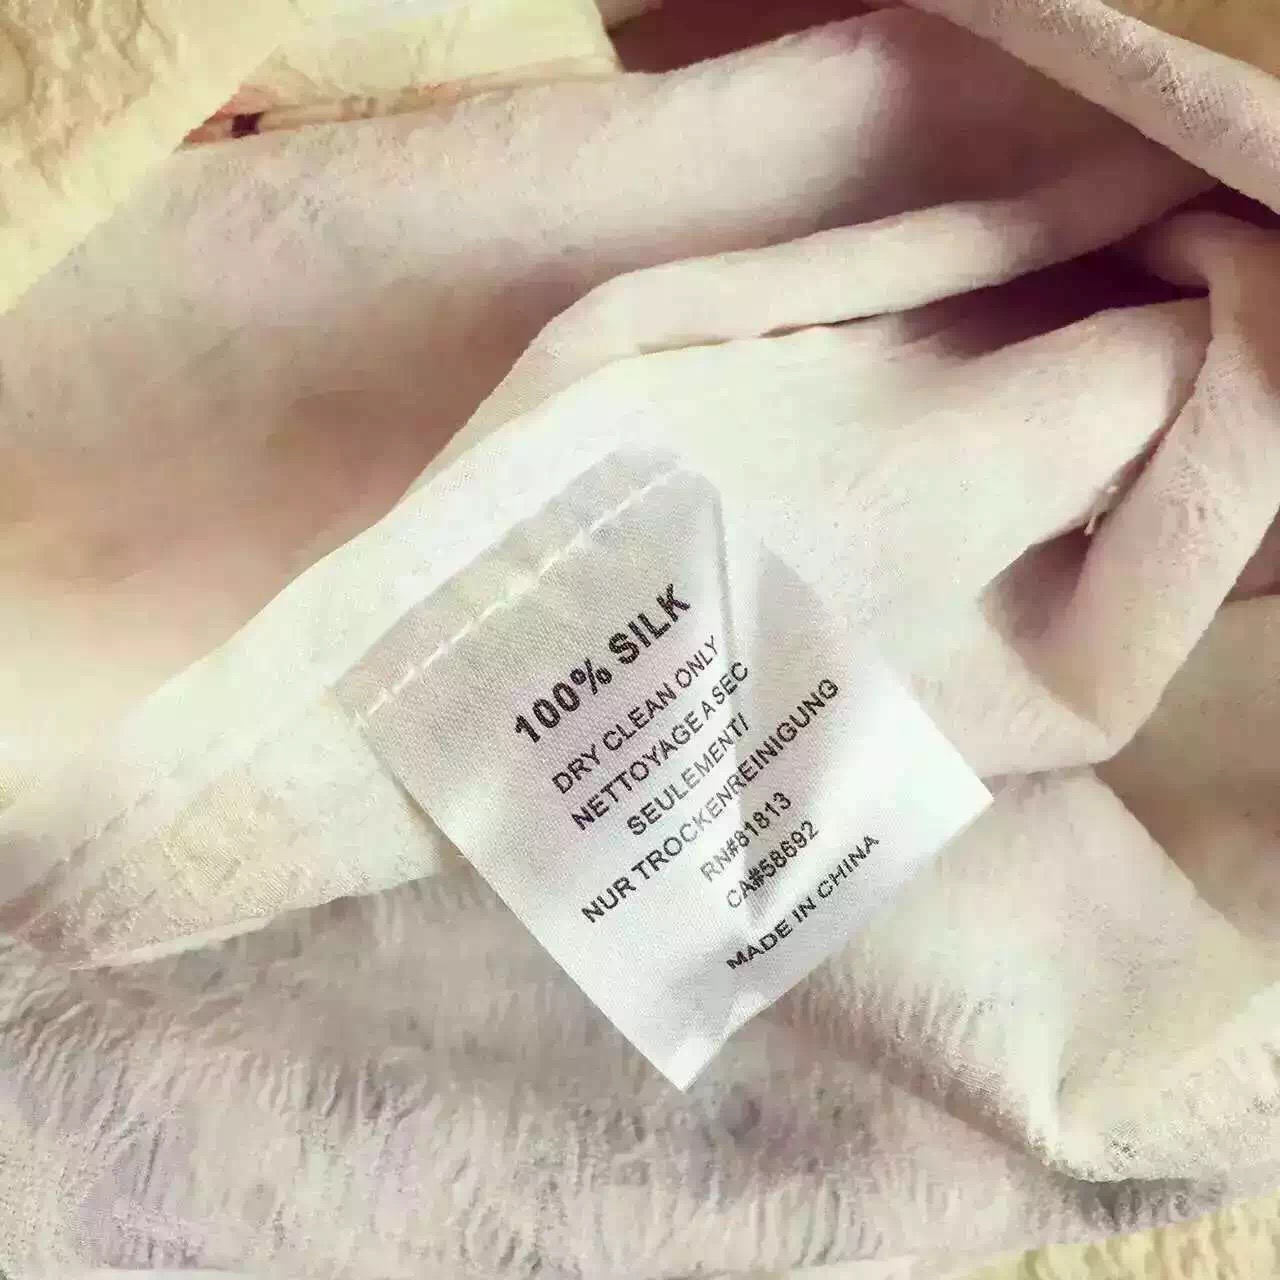 100% SILK
DRY CLEAN ONLY
NETTOYAGE A SEC
SEULEMENT/
NUR TROCKENREINIGUNG
RN#81813
CA#58692
MADE IN CHINA